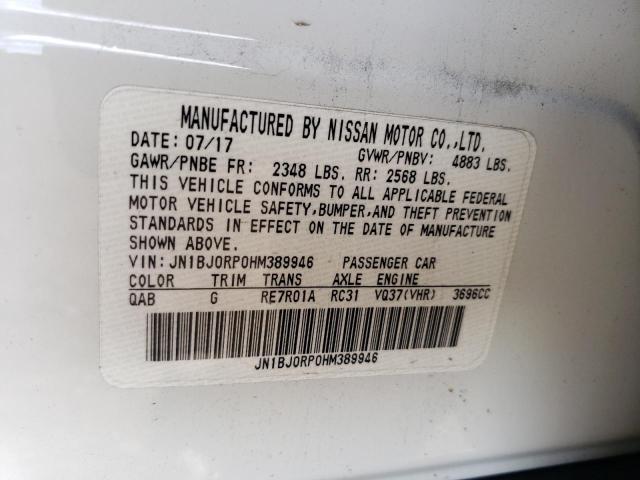 MANUFACTURED BY NISSAN MOTOR CO.,LTD.
DATE: 07/17 GVWR/PNBV: 4883 LBS.
GAWR/PNBE FR: 2348 LBS. RR: 2568 LBS.
THIS VEHICLE CONFORMS TO ALL APPLICABLE FEDERAL
MOTOR VEHICLE SAFETY,BUMPER,AND THEFT PREVENTION
STANDARDS IN EFFECT ON THE DATE OF MANUFACTURE
SHOWN ABOVE.
VIN: JN1BJ0RP0HM389946 PASSENGER CAR
COLOR TRIM TRANS AXLE ENGINE
QAB G RE7R01A RC31 VQ37(VHR) 3696CC
JN1BJ0RP0HM389946